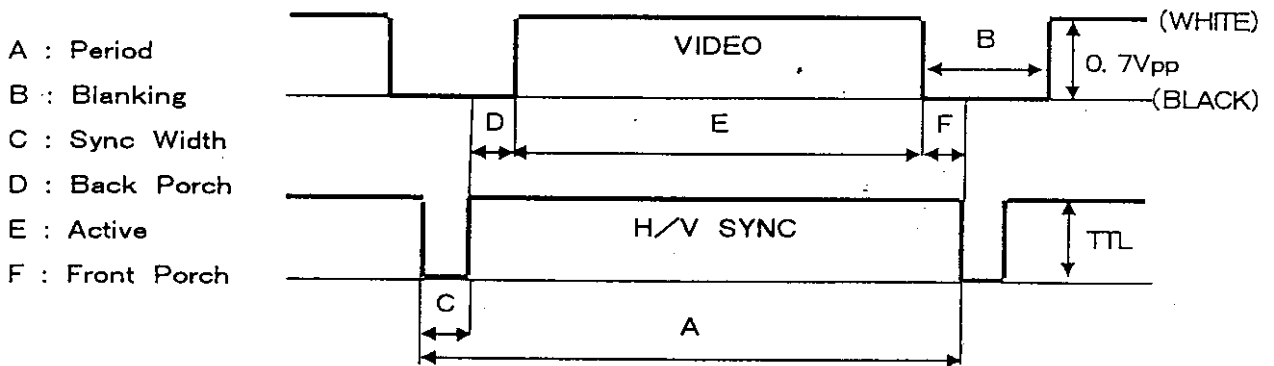 A : Period
B : Blanking
C : Sync Width
D : Back Porch
E : Active
F : Front Porch
VIDEO
B
(WHITE)
0. 7Vpp
(BLACK)
D
E
F
H/V SYNC
TTL
C
A